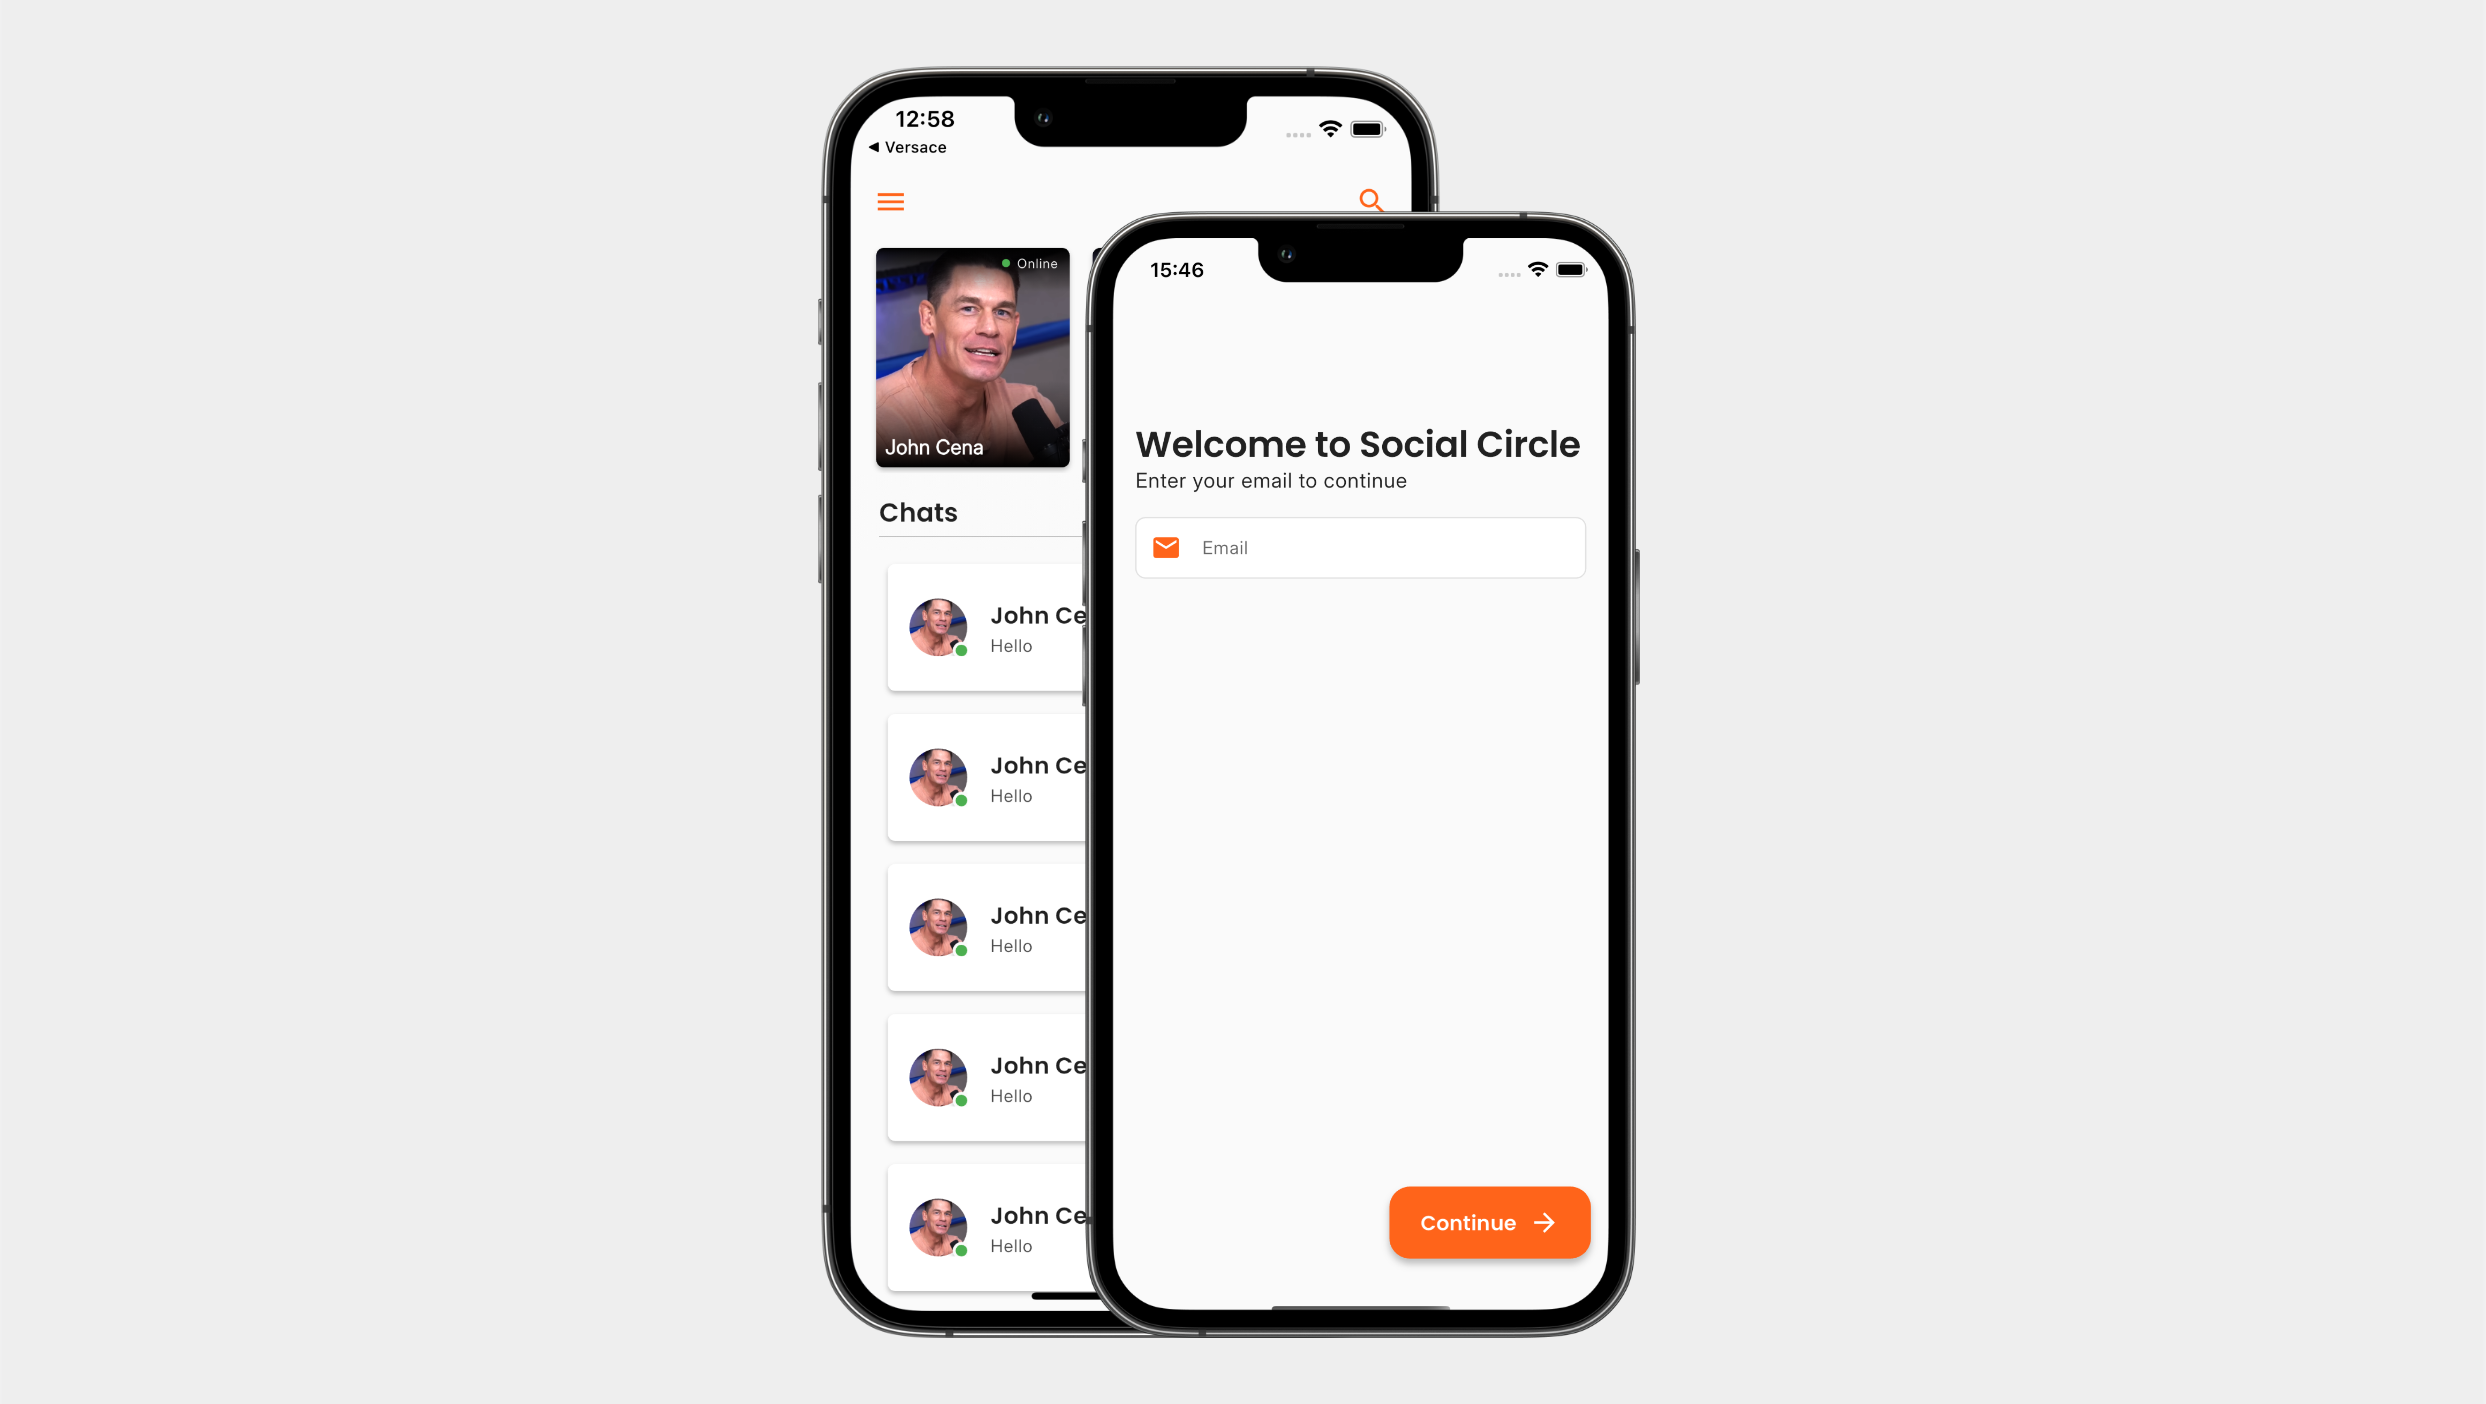 12:58
◀ Versace
Online
John Cena
Chats
John Ce
Hello
John Ce
Hello
John Ce
Hello
John Ce
Hello
John Ce
Hello
15:46
Welcome to Social Circle
Enter your email to continue
Email
Continue →